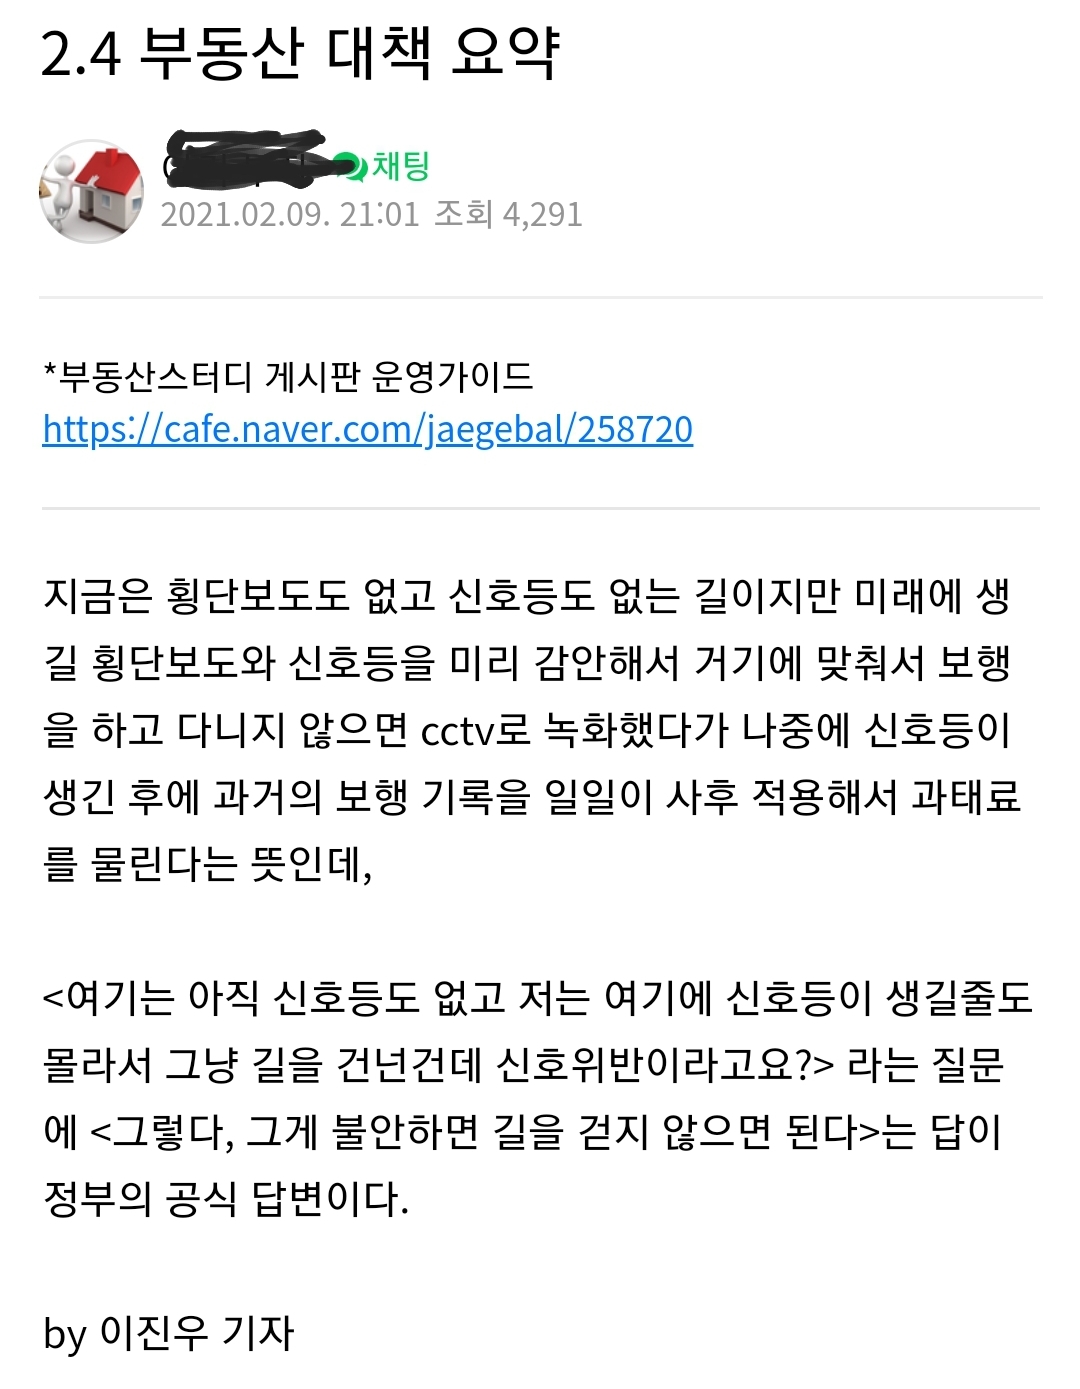 2.4 부동산 대책 요약
채팅
2021.02.09. 21:01 조회 4,291
*부동산스터디 게시판 운영가이드
https://cafe.naver.com/jaegebal/258720
지금은 횡단보도도 없고 신호등도 없는 길이지만 미래에 생
길 횡단보도와 신호등을 미리 감안해서 거기에 맞춰서 보행
을 하고 다니지 않으면 cctv로 녹화했다가 나중에 신호등이
생긴 후에 과거의 보행 기록을 일일이 사후 적용해서 과태료
를 물린다는 뜻인데,
<여기는 아직 신호등도 없고 저는 여기에 신호등이 생길줄도
몰라서 그냥 길을 건넌건데 신호위반이라고요?> 라는 질문
에 <그렇다, 그게 불안하면 길을 걷지 않으면 된다>는 답이
정부의 공식 답변이다.
by 이진우 기자